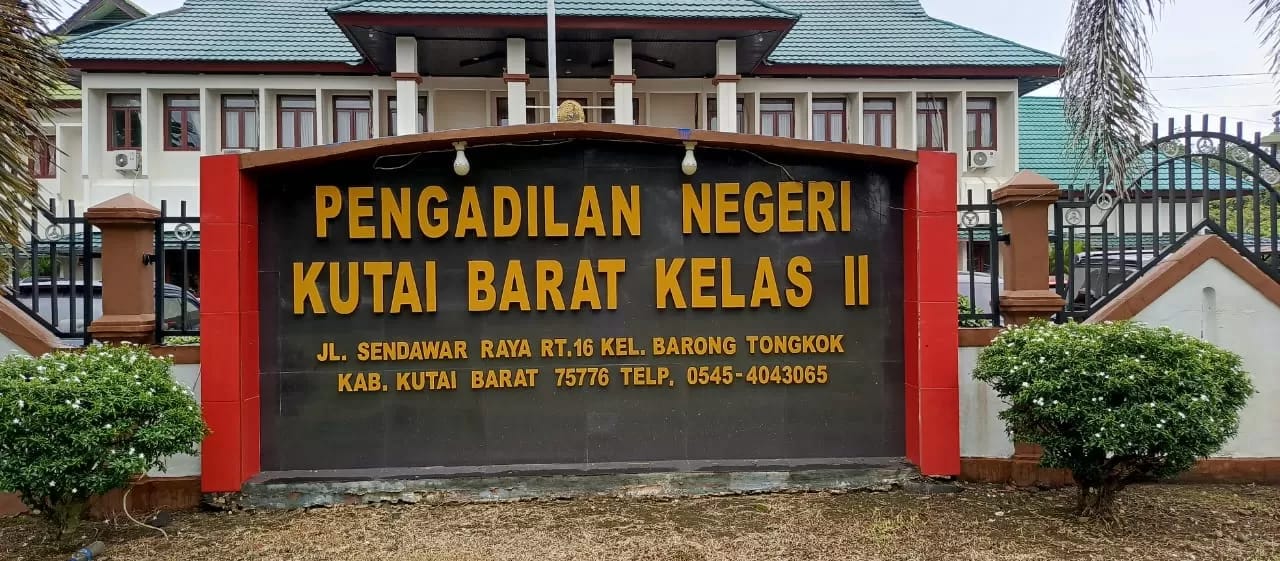 PENGADILAN NEGERI
KUTAI BARAT KELAS II
JL. SENDAWAR RAYA RT.16 KEL. BARONG TONGKOK
KAB. KUTAI BARAT 75776 TELP. 0545-4043065